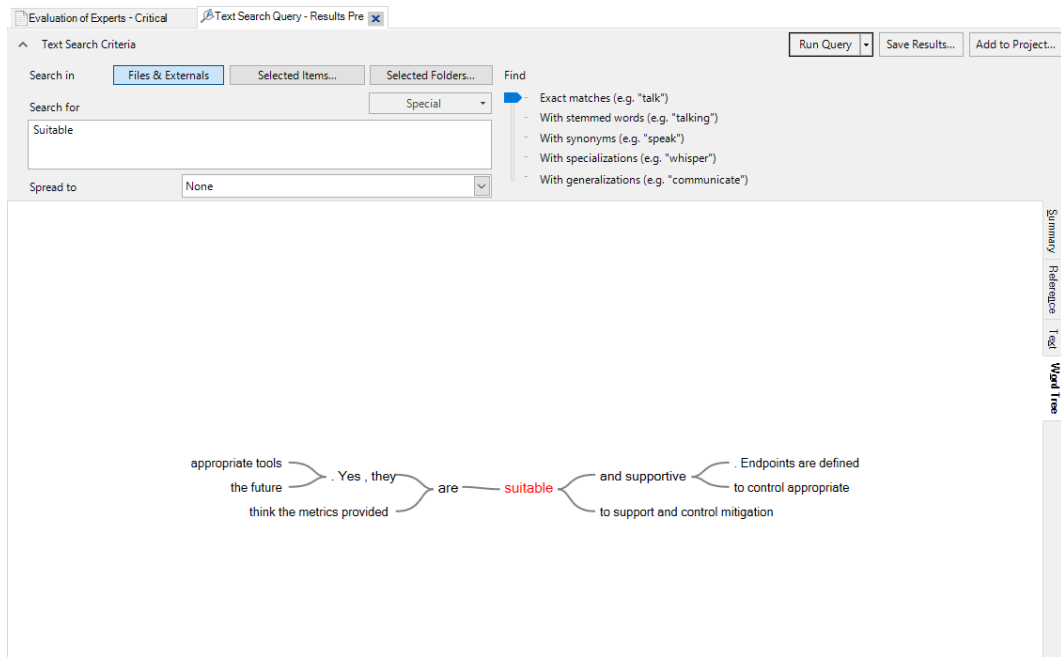 Evaluation of Experts - Critical
Text Search Query - Results Pre
Text Search Criteria
Run Query
Save Results...
Add to Project...
Search in
Files & Externals
Selected Items...
Selected Folders...
Find
Search for
Special
Suitable
Exact matches (e.g. "talk")
With stemmed words (e.g. "talking")
With synonyms (e.g. "speak")
With specializations (e.g. "whisper")
With generalizations (e.g. "communicate")
Spread to
None
Summary
Reference
Text
Word Tree
appropriate tools
the future
. Yes , they
think the metrics provided
are
suitable
and supportive
. Endpoints are defined
to control appropriate
to support and control mitigation